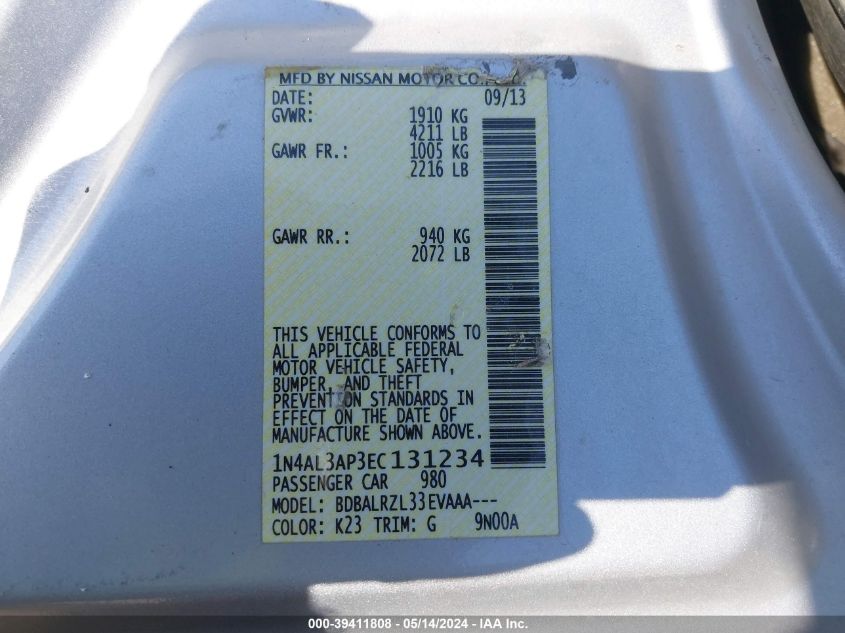 MFD BY NISSAN MOTOR CO.
DATE: 09/13
GVWR: 1910 KG
4211 LB
GAWR FR.: 1005 KG
2216 LB
GAWR RR.: 940 KG
2072 LB
THIS VEHICLE CONFORMS TO
ALL APPLICABLE FEDERAL
MOTOR VEHICLE SAFETY,
BUMPER, AND THEFT
PREVENTION STANDARDS IN
EFFECT ON THE DATE OF
MANUFACTURE SHOWN ABOVE.
1N4AL3AP3EC131234
PASSENGER CAR 980
MODEL: BDBALRZL33EVAAA---
COLOR: K23 TRIM: G 9N00A
000-39411808 - 05/14/2024 - IAA Inc.